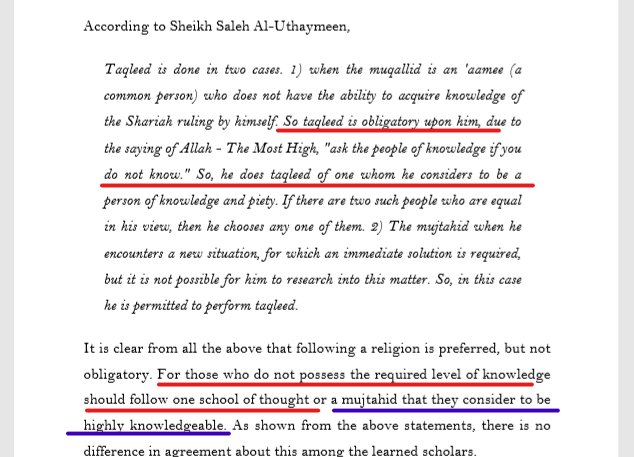 According to Sheikh Saleh Al-Uthaymeen,
Taqleed is done in two cases. 1) when the muqallid is an 'aamee (a
common person) who does not have the ability to acquire knowledge of
the Shariah ruling by himself. So taqleed is obligatory upon him, due to
the saying of Allah - The Most High, "ask the people of knowledge if you
do not know." So, he does taqleed of one whom he considers to be a
person of knowledge and piety. If there are two such people who are equal
in his view, then he chooses any one of them. 2) The mujtahid when he
encounters a new situation, for which an immediate solution is required,
but it is not possible for him to research into this matter. So, in this case
he is permitted to perform taqleed.
It is clear from all the above that following a religion is preferred, but not
obligatory. For those who do not possess the required level of knowledge
should follow one school of thought or a mujtahid that they consider to be
highly knowledgeable. As shown from the above statements, there is no
difference in agreement about this among the learned scholars.